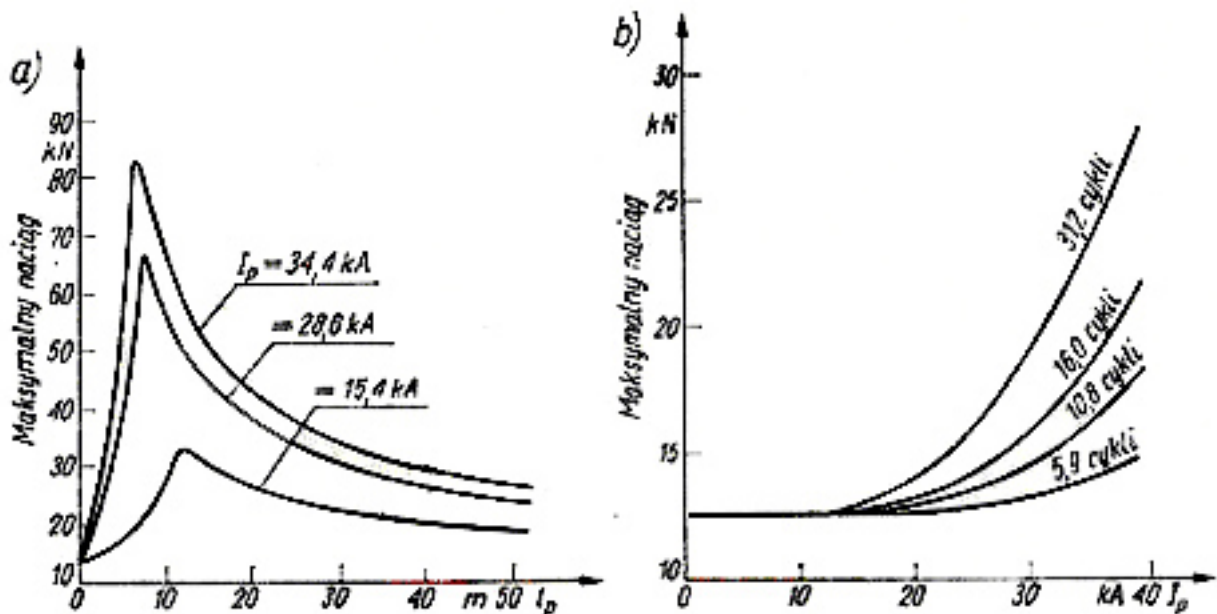 a)
90
kN
80
70
60
50
40
30
20
10
Maksymalny naciąg
I_p = 34,4 kA
= 28,6 kA
= 15,4 kA
0 10 20 30 40 m 50 l_p
b)
30
kN
25
20
15
10
Maksymalny naciąg
31,2 cykli
16,0 cykli
10,8 cykli
5,9 cykli
0 10 20 30 kA 40 I_p